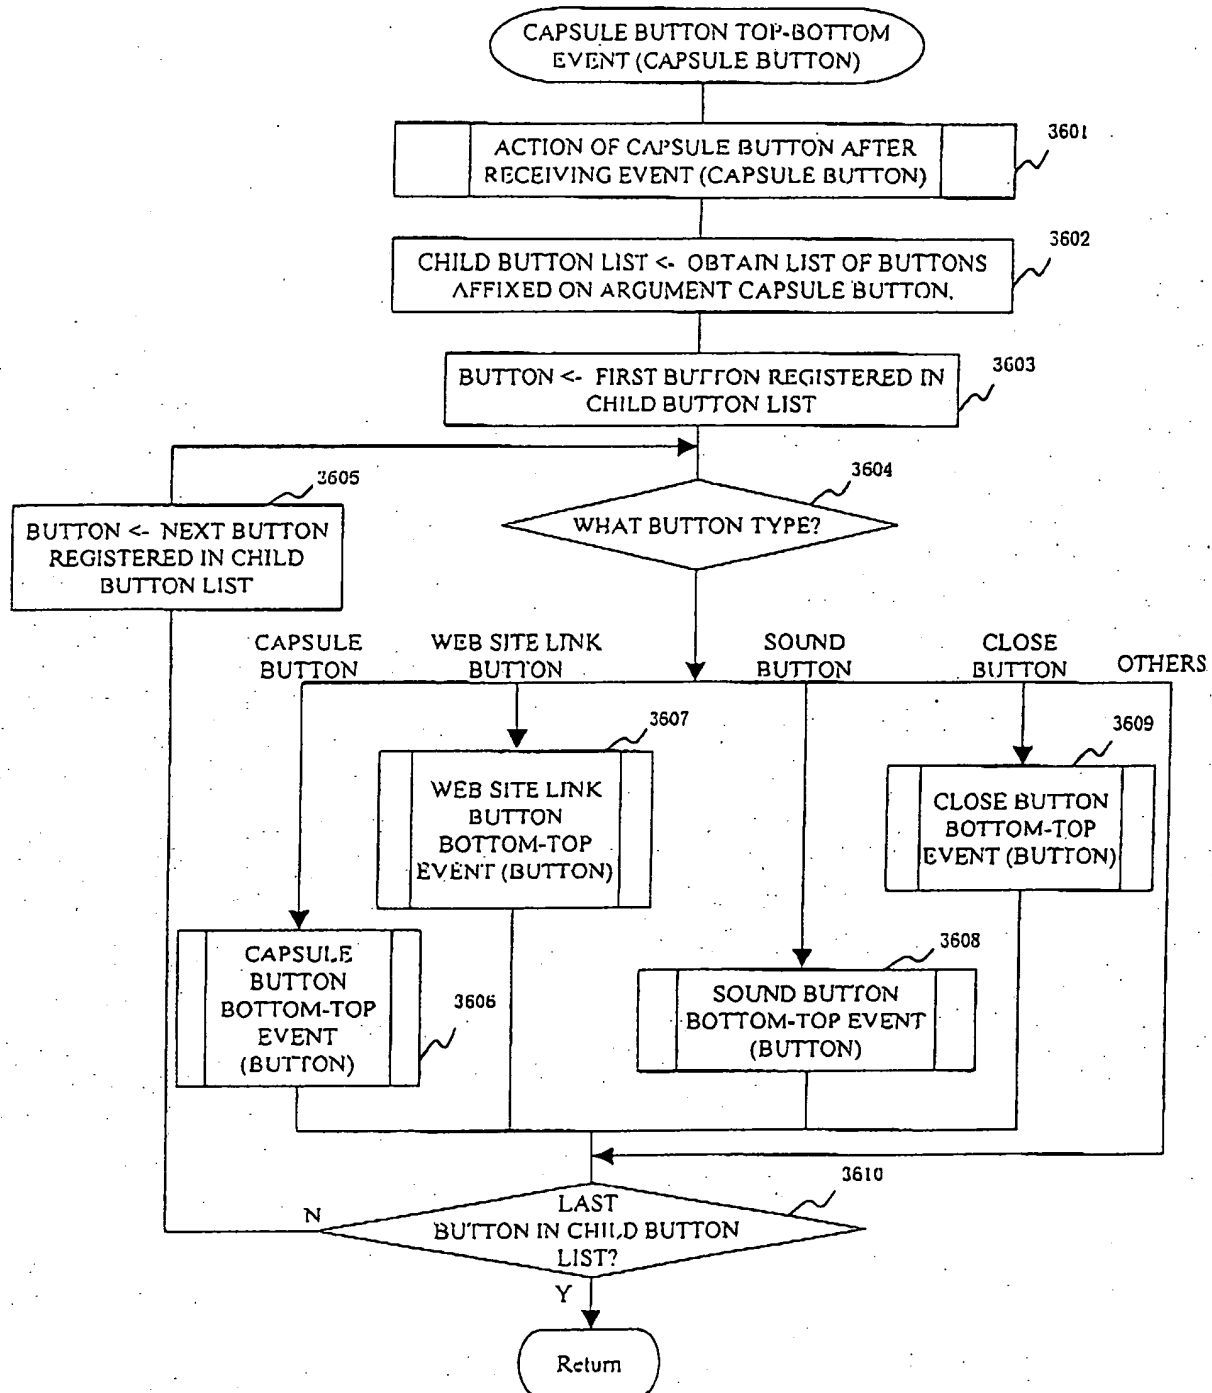 CAPSULE BUTTON TOP-BOTTOM
EVENT (CAPSULE BUTTON)
3601
ACTION OF CAPSULE BUTTON AFTER
RECEIVING EVENT (CAPSULE BUTTON)
3602
CHILD BUTTON LIST <- OBTAIN LIST OF BUTTONS
AFFIXED ON ARGUMENT CAPSULE BUTTON.
3603
BUTTON <- FIRST BUTTON REGISTERED IN
CHILD BUTTON LIST
3605
BUTTON <- NEXT BUTTON
REGISTERED IN CHILD
BUTTON LIST
3604
WHAT BUTTON TYPE?
CAPSULE
BUTTON
WEB SITE LINK
BUTTON
SOUND
BUTTON
CLOSE
BUTTON
OTHERS
3607
WEB SITE LINK
BUTTON
BOTTOM-TOP
EVENT (BUTTON)
3609
CLOSE BUTTON
BOTTOM-TOP
EVENT (BUTTON)
3606
CAPSULE
BUTTON
BOTTOM-TOP
EVENT
(BUTTON)
3608
SOUND BUTTON
BOTTOM-TOP EVENT
(BUTTON)
3610
LAST
BUTTON IN CHILD BUTTON
LIST?
N
Y
Return